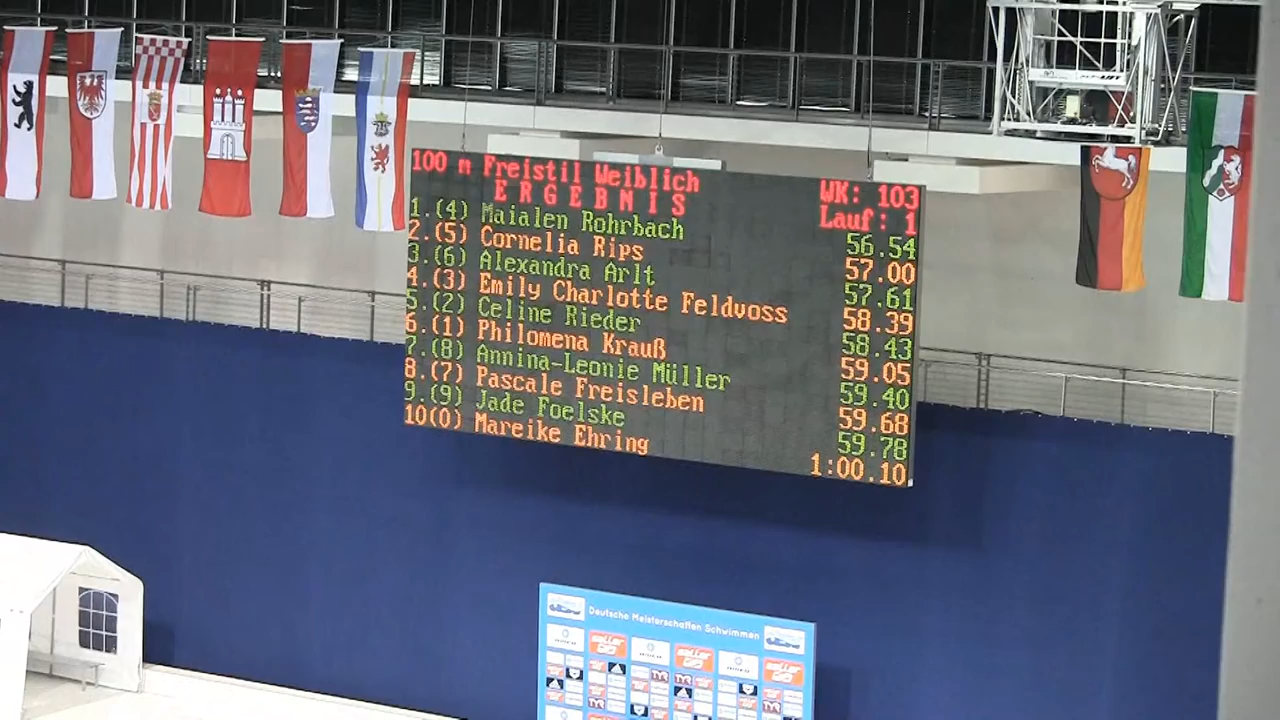 100 m Freistil Weiblich WK: 103
ERGEBNIS Lauf: 1
1.(4) Maialen Rohrbach 56.54
2.(5) Cornelia Rips 57.00
3.(6) Alexandra Arlt 57.61
4.(3) Emily Charlotte Feldvoss 58.39
5.(2) Celine Rieder 58.43
6.(1) Philomena Krauß 59.05
7.(8) Annina-Leonie Müller 59.40
8.(7) Pascale Freisleben 59.68
9.(9) Jade Foelske 59.78
10(0) Mareike Ehring 1:00.10
Deutsche Meisterschaften Schwimmen